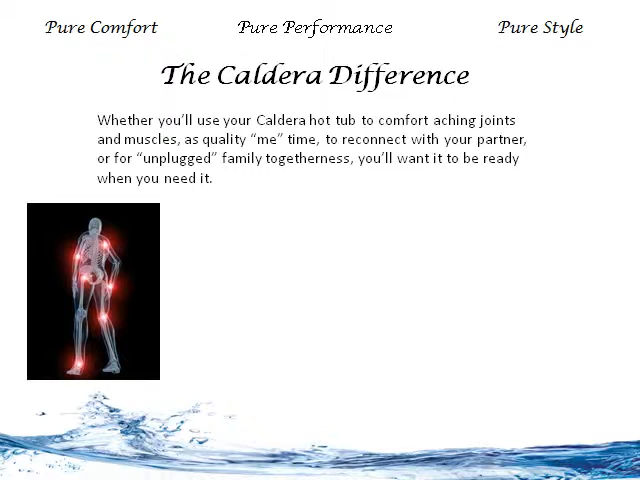 Pure Comfort Pure Performance Pure Style
The Caldera Difference
Whether you’ll use your Caldera hot tub to comfort aching joints
and muscles, as quality “me” time, to reconnect with your partner,
or for “unplugged” family togetherness, you’ll want it to be ready
when you need it.